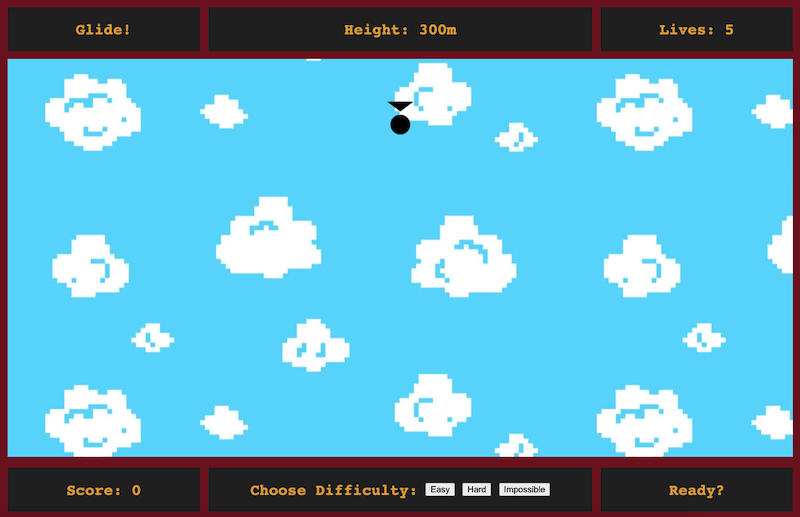 Glide!
Height: 300m
Lives: 5
Score: 0
Choose Difficulty: Easy Hard Impossible
Ready?